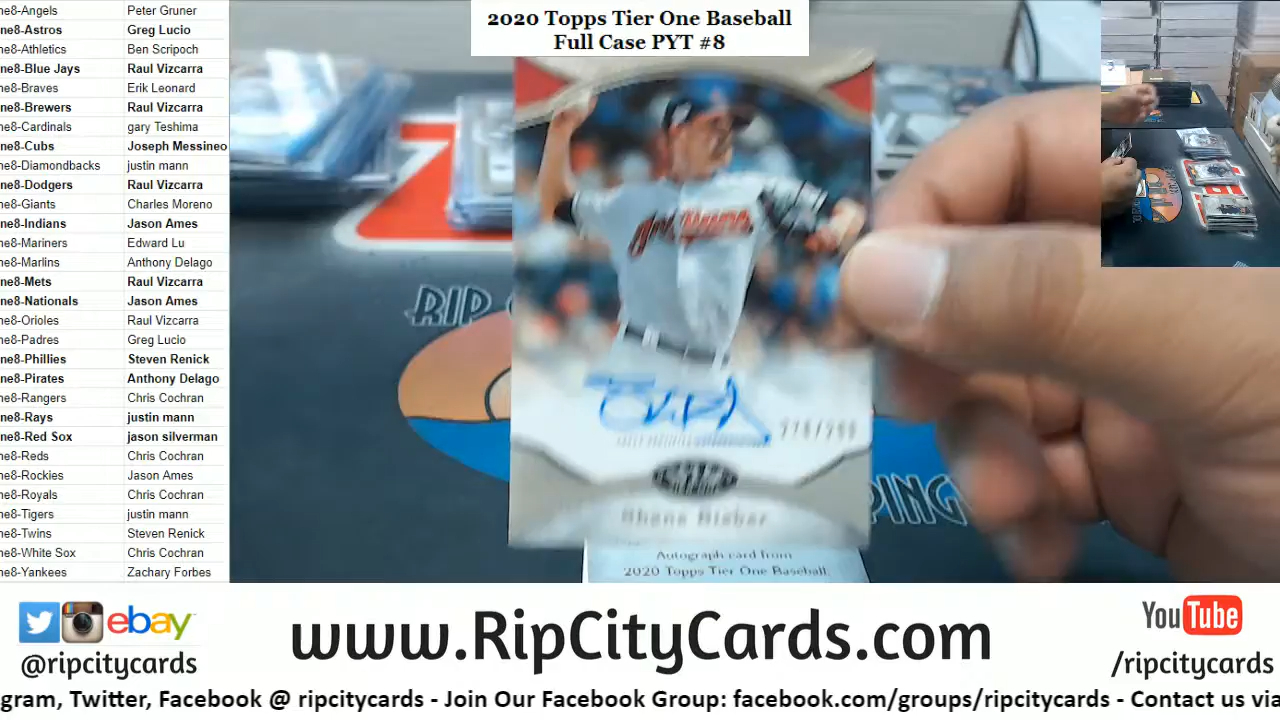 2020 Topps Tier One Baseball
Full Case PYT #8
ne8-Angels Peter Gruner
ne8-Astros Greg Lucio
ne8-Athletics Ben Scripoch
ne8-Blue Jays Raul Vizcarra
ne8-Braves Erik Leonard
ne8-Brewers Raul Vizcarra
ne8-Cardinals gary Teshima
ne8-Cubs Joseph Messineo
ne8-Diamondbacks justin mann
ne8-Dodgers Raul Vizcarra
ne8-Giants Charles Moreno
ne8-Indians Jason Ames
ne8-Mariners Edward Lu
ne8-Marlins Anthony Delago
ne8-Mets Raul Vizcarra
ne8-Nationals Jason Ames
ne8-Orioles Raul Vizcarra
ne8-Padres Greg Lucio
ne8-Phillies Steven Renick
ne8-Pirates Anthony Delago
ne8-Rangers Chris Cochran
ne8-Rays justin mann
ne8-Red Sox jason silverman
ne8-Reds Chris Cochran
ne8-Rockies Jason Ames
ne8-Royals Chris Cochran
ne8-Tigers justin mann
ne8-Twins Steven Renick
ne8-White Sox Chris Cochran
ne8-Yankees Zachary Forbes
RIP
PING
Shane Bieber
Autograph card from
2020 Topps Tier One Baseball
ebay
@ripcitycards
www.RipCityCards.com
YouTube
/ripcitycards
gram, Twitter, Facebook @ ripcitycards - Join Our Facebook Group: facebook.com/groups/ripcitycards - Contact us via